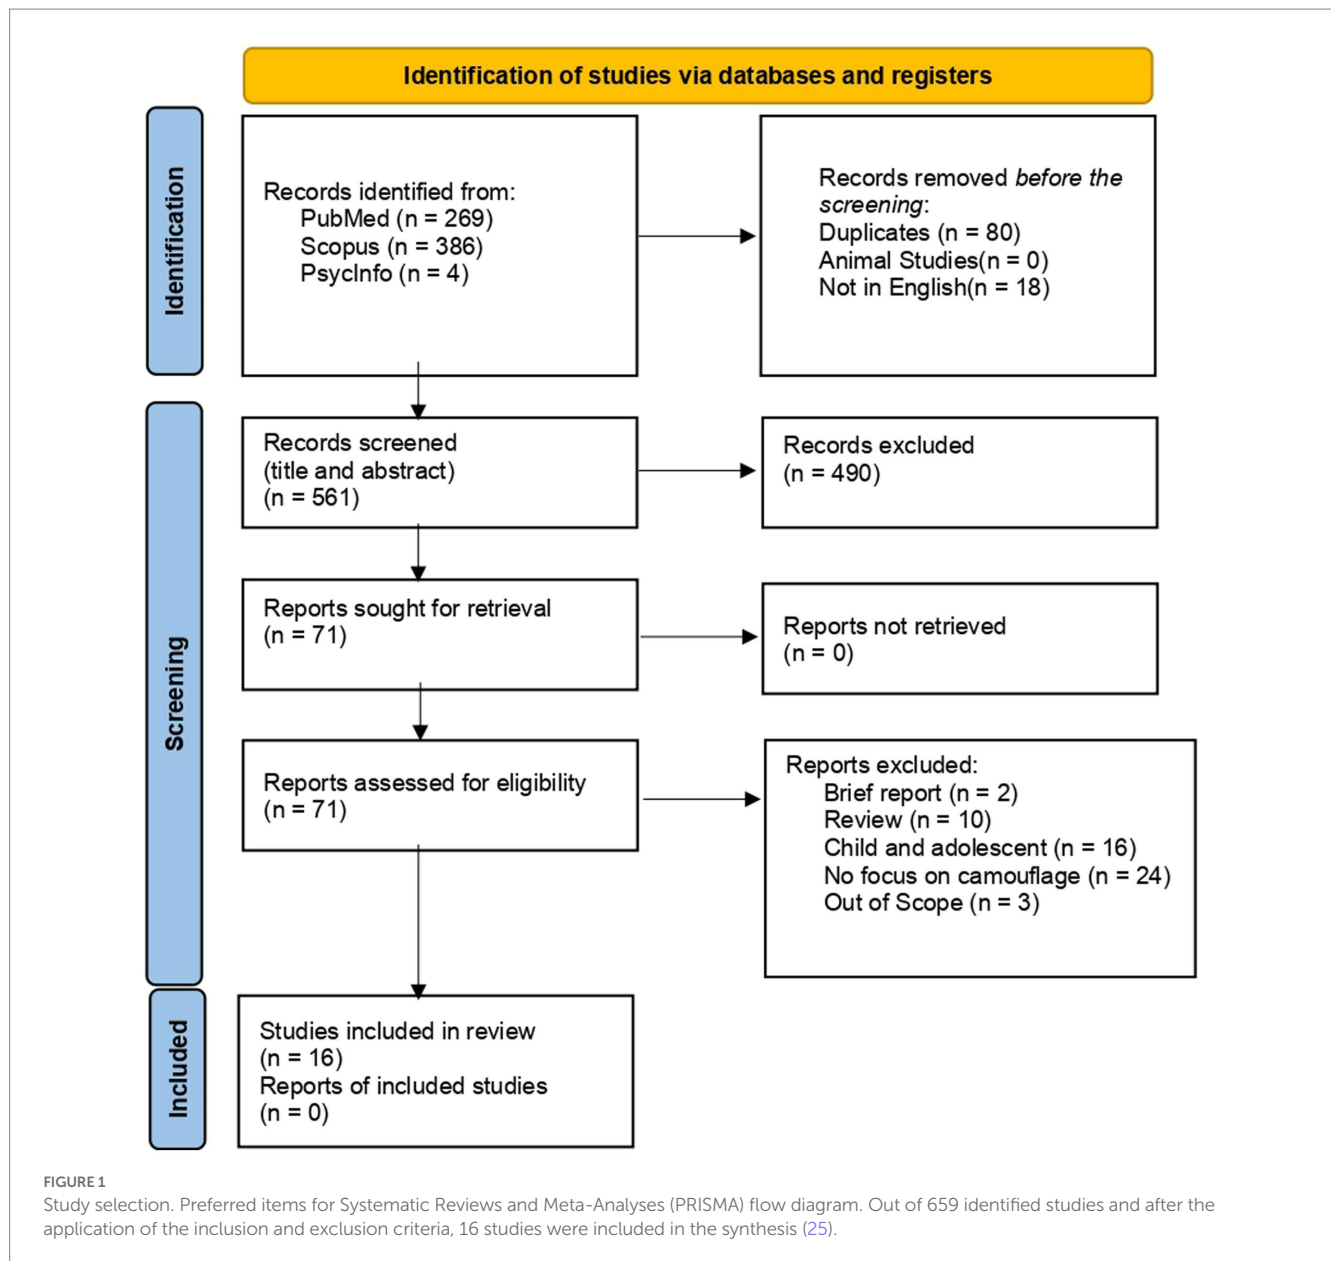 Identification of studies via databases and registers
Identification
Records identified from:
PubMed (n = 269)
Scopus (n = 386)
PsycInfo (n = 4)
Records removed before the
screening:
Duplicates (n = 80)
Animal Studies(n = 0)
Not in English(n = 18)
Screening
Records screened
(title and abstract)
(n = 561)
Records excluded
(n = 490)
Reports sought for retrieval
(n = 71)
Reports not retrieved
(n = 0)
Reports assessed for eligibility
(n = 71)
Reports excluded:
Brief report (n = 2)
Review (n = 10)
Child and adolescent (n = 16)
No focus on camouflage (n = 24)
Out of Scope (n = 3)
Included
Studies included in review
(n = 16)
Reports of included studies
(n = 0)
FIGURE 1
Study selection. Preferred items for Systematic Reviews and Meta-Analyses (PRISMA) flow diagram. Out of 659 identified studies and after the
application of the inclusion and exclusion criteria, 16 studies were included in the synthesis (25).